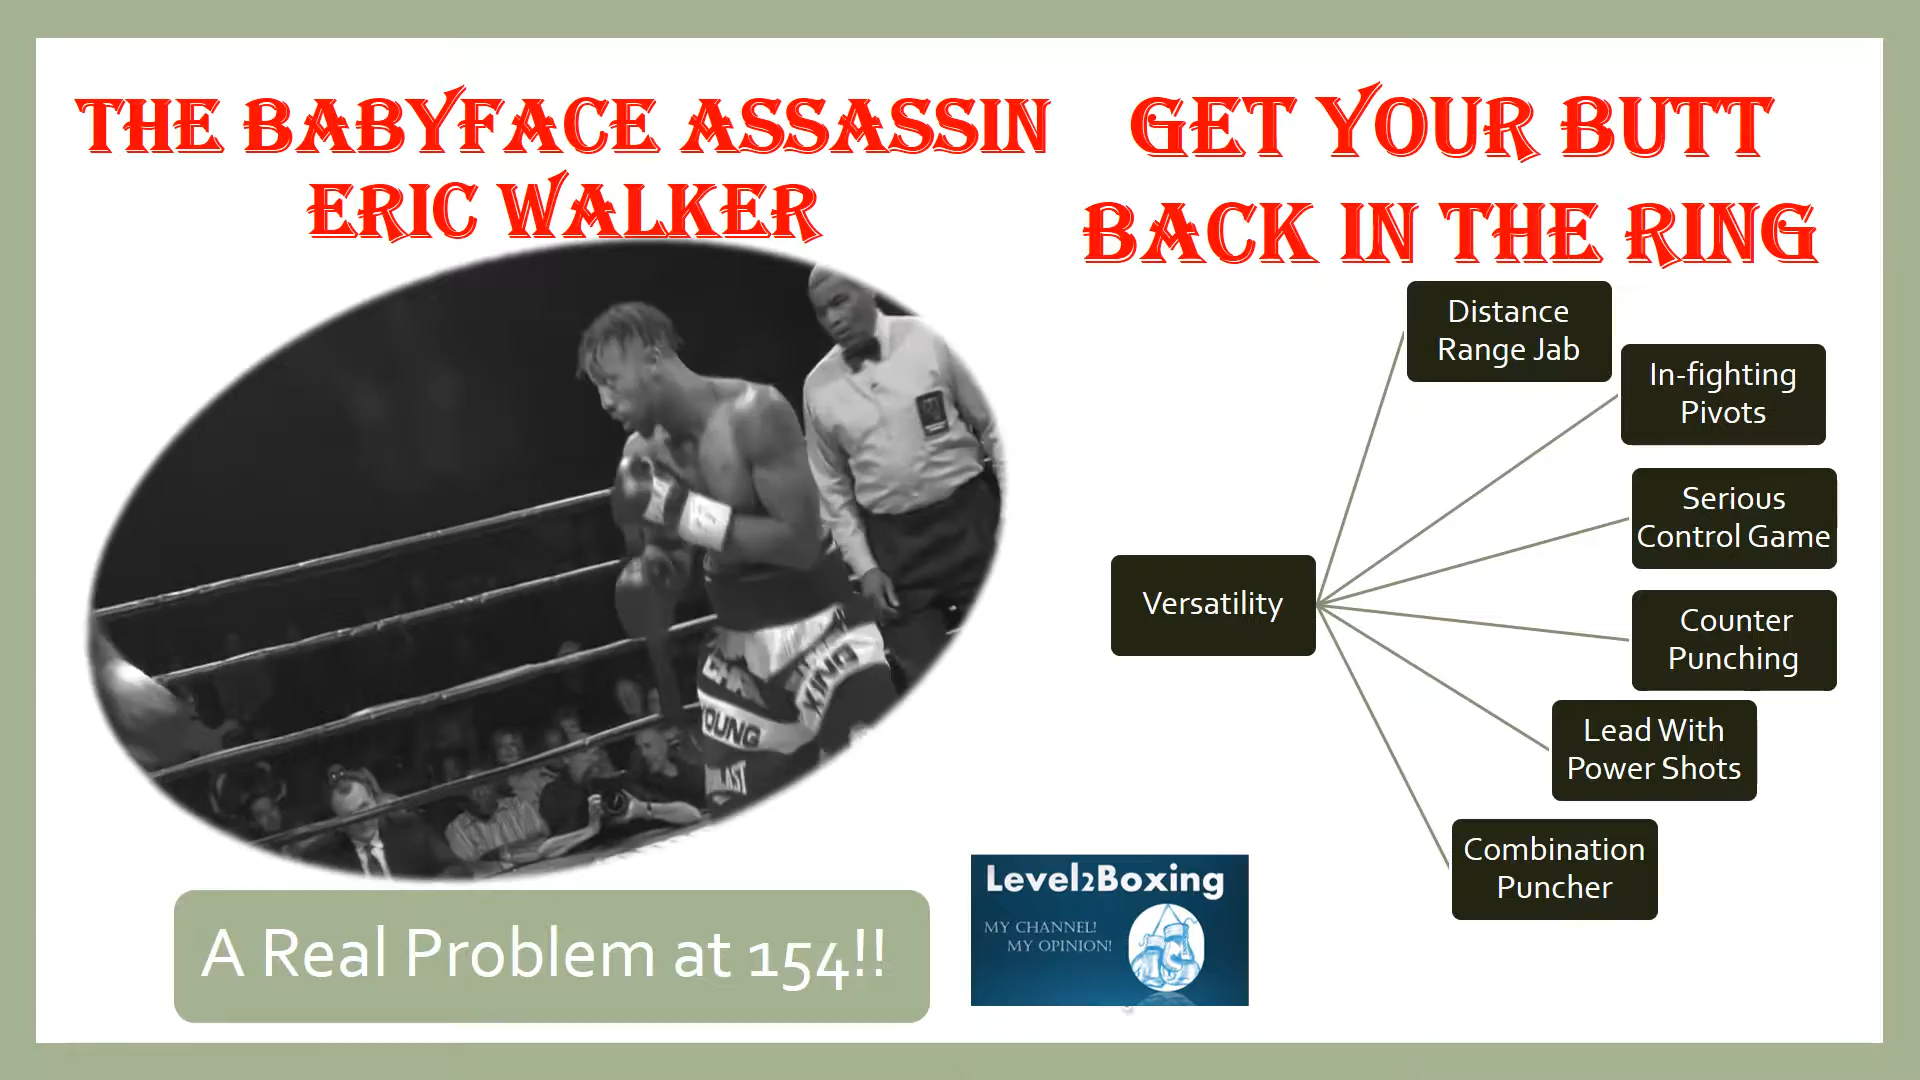 THE BABYFACE ASSASSIN
ERIC WALKER
GET YOUR BUTT
BACK IN THE RING
Distance
Range Jab
In-fighting
Pivots
Serious
Control Game
Versatility
Counter
Punching
Lead With
Power Shots
Combination
Puncher
YOUNG
A Real Problem at 154!!
Level2Boxing
MY CHANNEL!
MY OPINION!